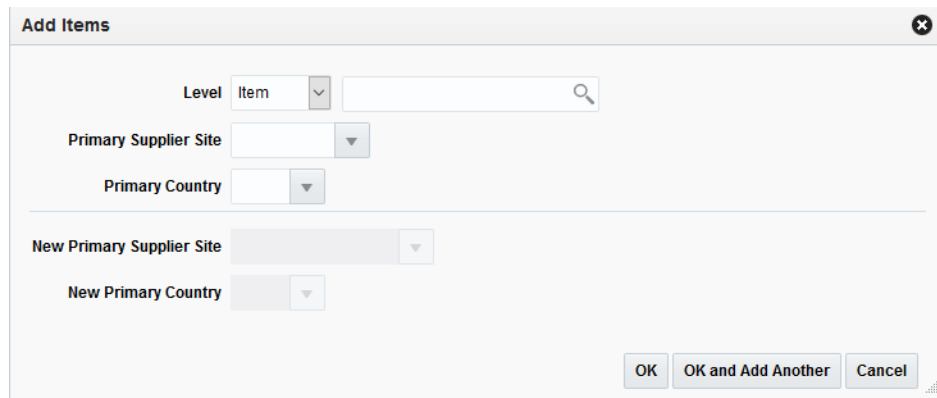 Add Items
Level Item
Primary Supplier Site
Primary Country
New Primary Supplier Site
New Primary Country
OK OK and Add Another Cancel